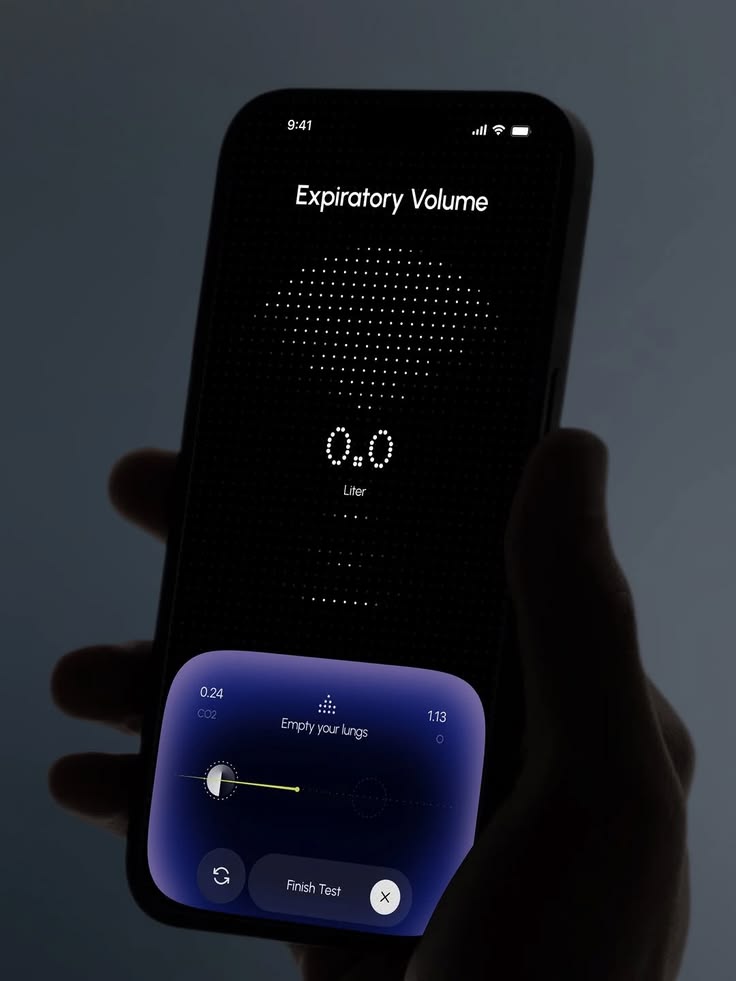 9:41
Expiratory Volume
0.0
Liter
0.24
CO2
Empty your lungs
1.13
O
Finish Test